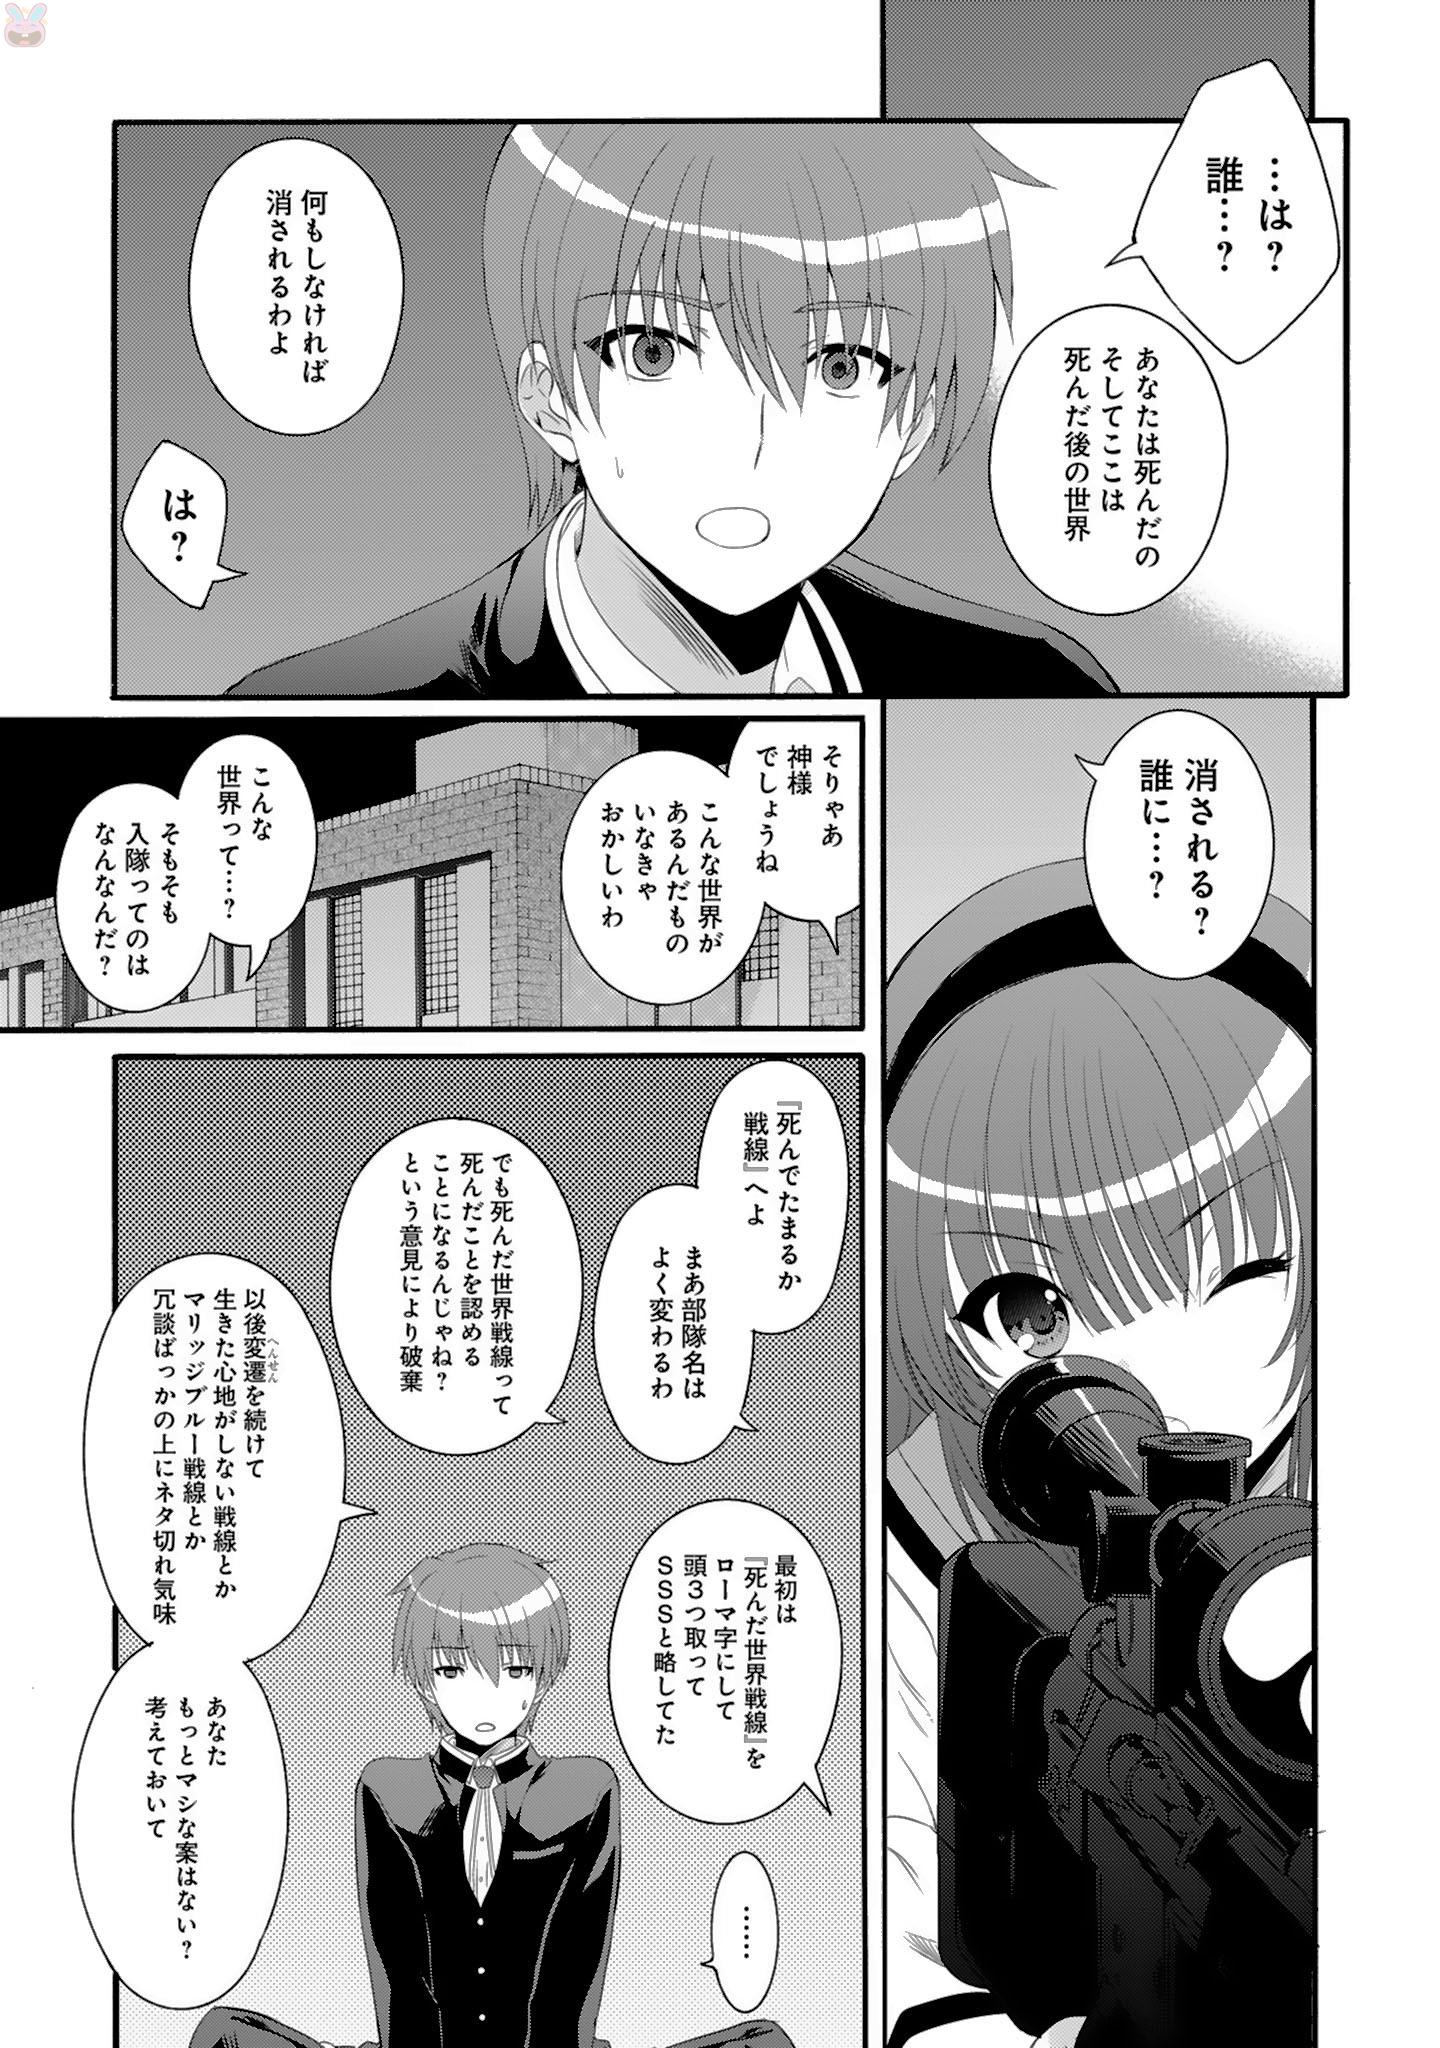 …は?
誰…?
あなたは死んだの
そしてここは
死んだ後の世界
何もしなければ
消されるわよ
は?
消される?
誰に…?
そりゃあ
神様
でしょうね
こんな世界が
あるんだもの
いなきゃ
おかしいわ
こんな
世界って…?
そもそも
入隊ってのは
なんなんだ?
『死んでたまるか
戦線』へよ
まあ部隊名は
よく変わるわ
最初は
『死んだ世界戦線』を
ローマ字にして
頭3つ取って
SSSと略してた
でも死んだ世界戦線って
死んだことを認める
ことになるんじゃね?
という意見により破棄
以後変遷を続けて
へんせん
生きた心地がしない戦線とか
マリッジブルー戦線とか
冗談ばっかの上にネタ切れ気味
あなた
もっとマシな案はない?
考えておいて
……